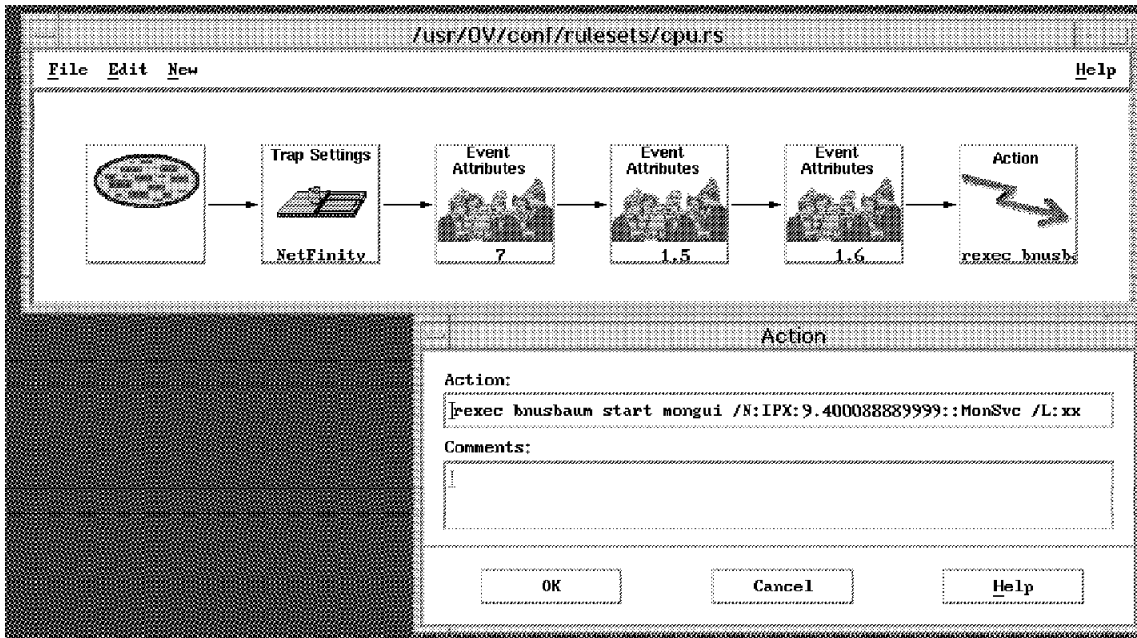 /usr/OV/conf/rulesets/cpu.rs
File Edit New Help
Trap Settings
NetFinity
Event
Attributes
7
Event
Attributes
1.5
Event
Attributes
1.6
Action
rexec bnusba
Action
Action:
rexec bnusbaum start mongui /N:IPX:9.400088889999::MonSvc /L:xx
Comments:
OK Cancel Help